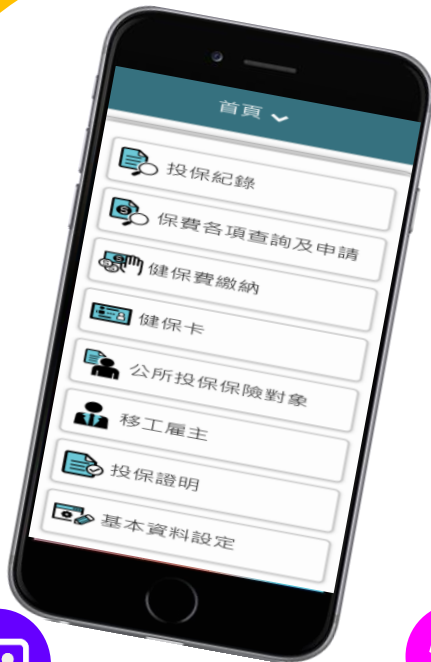 首頁
投保紀錄
保費各項查詢及申請
健保費繳納
健保卡
公所投保保險對象
移工雇主
投保證明
基本資料設定